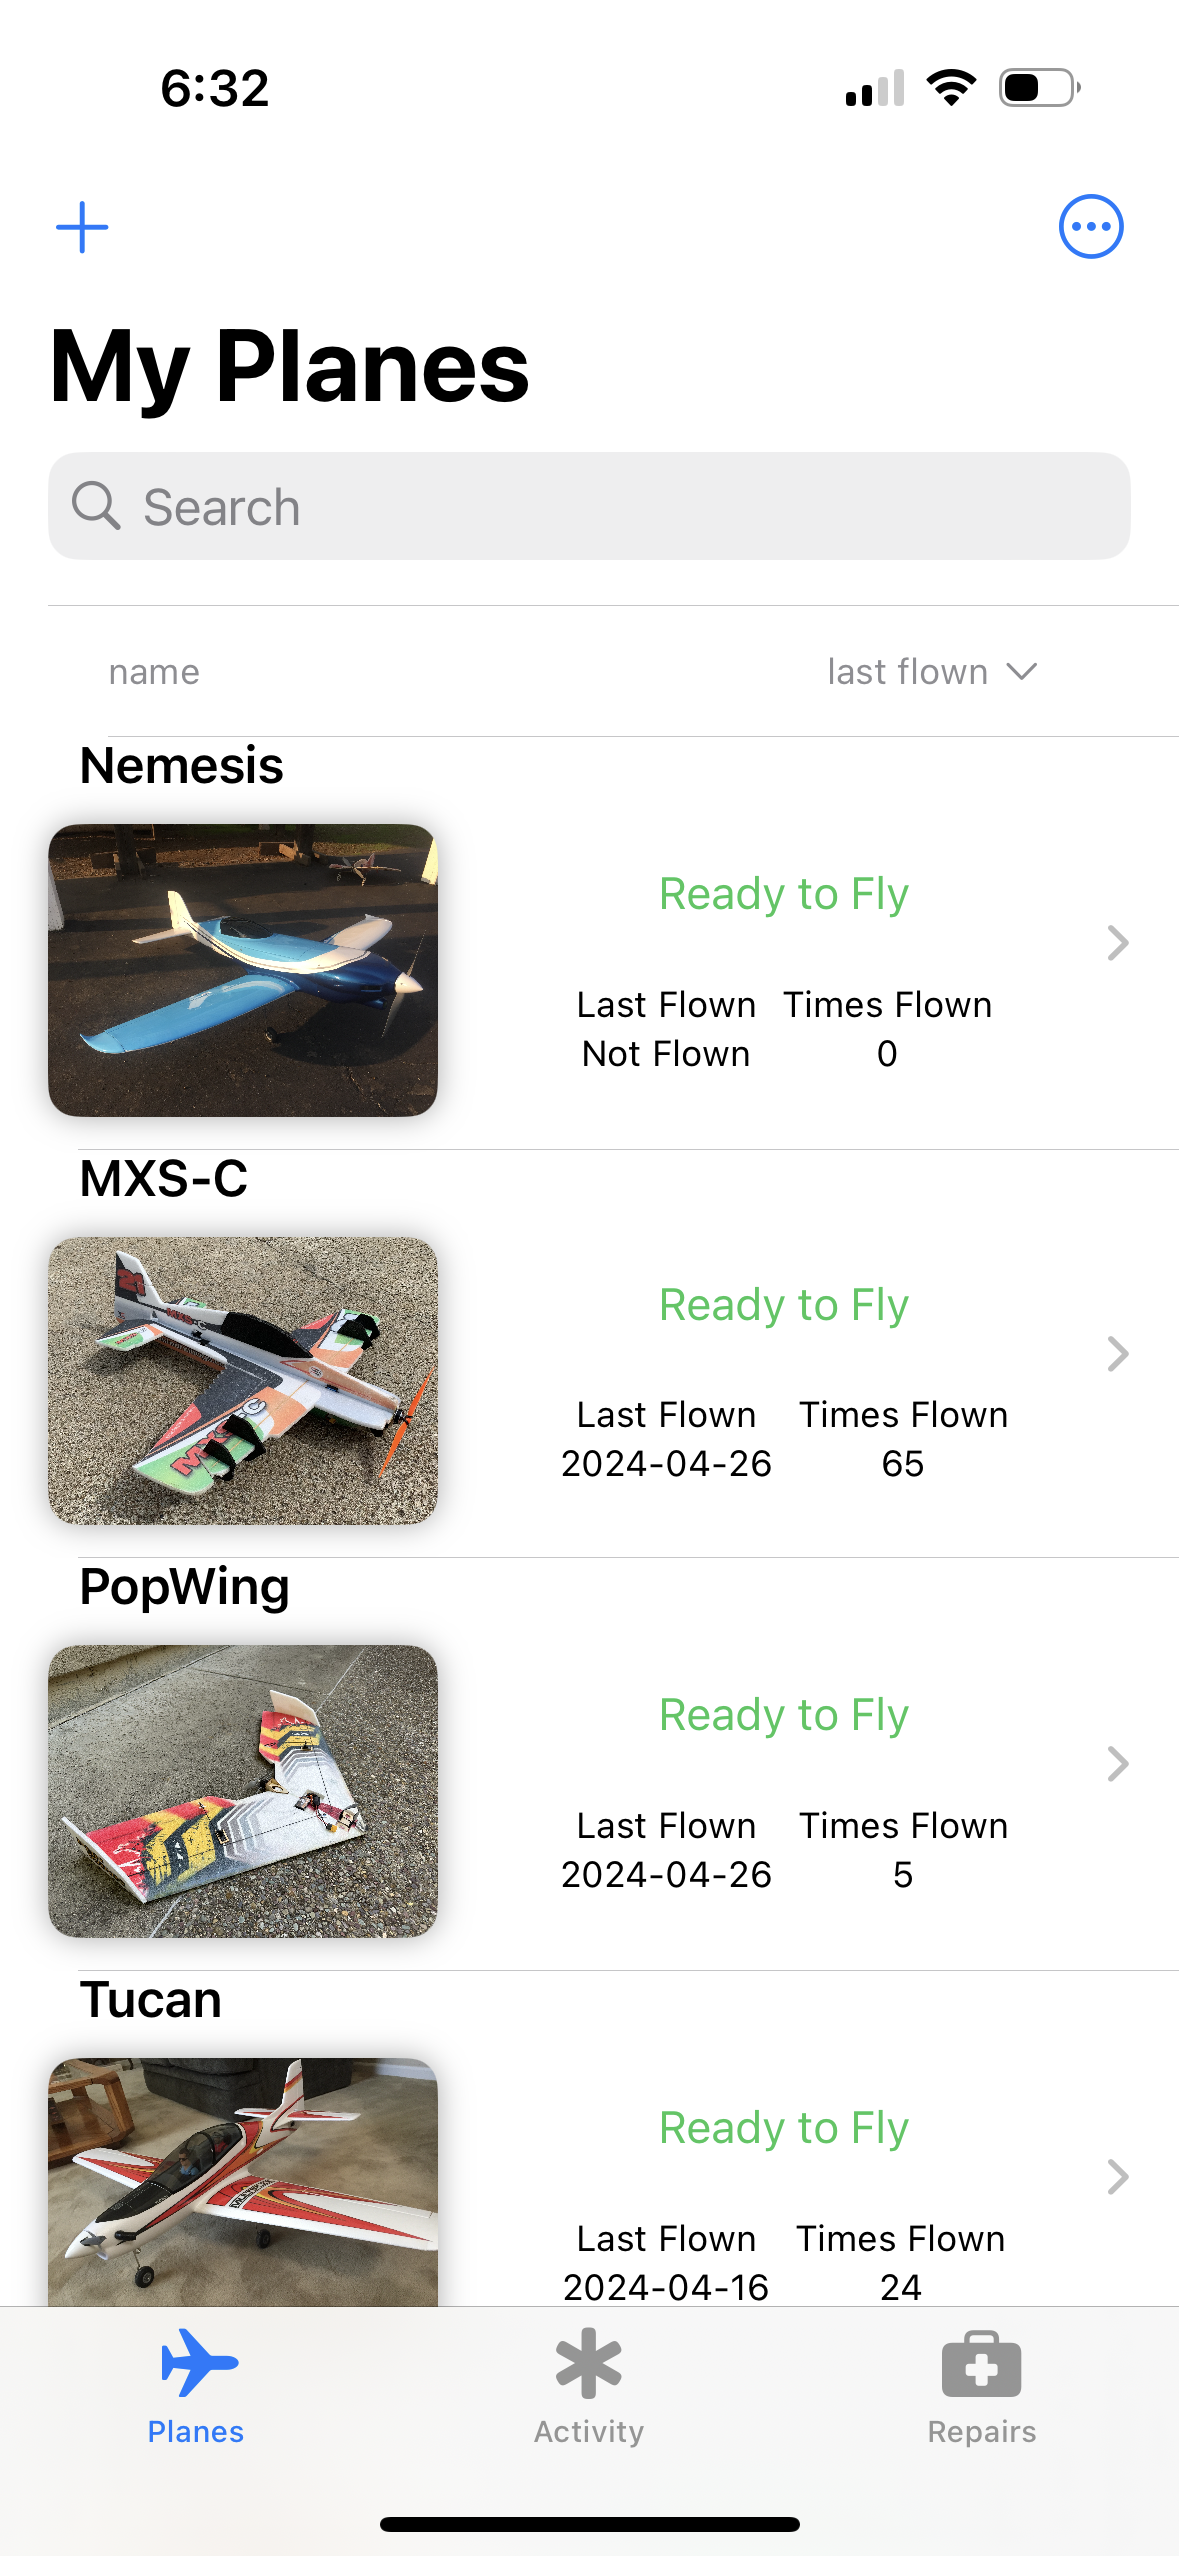 6:32
My Planes
Search
name last flown
Nemesis
Ready to Fly
Last Flown Times Flown
Not Flown 0
MXS-C
21
MXS-C
Ready to Fly
Last Flown Times Flown
2024-04-26 65
PopWing
Ready to Fly
Last Flown Times Flown
2024-04-26 5
Tucan
Ready to Fly
Last Flown Times Flown
2024-04-16 24
Planes Activity Repairs